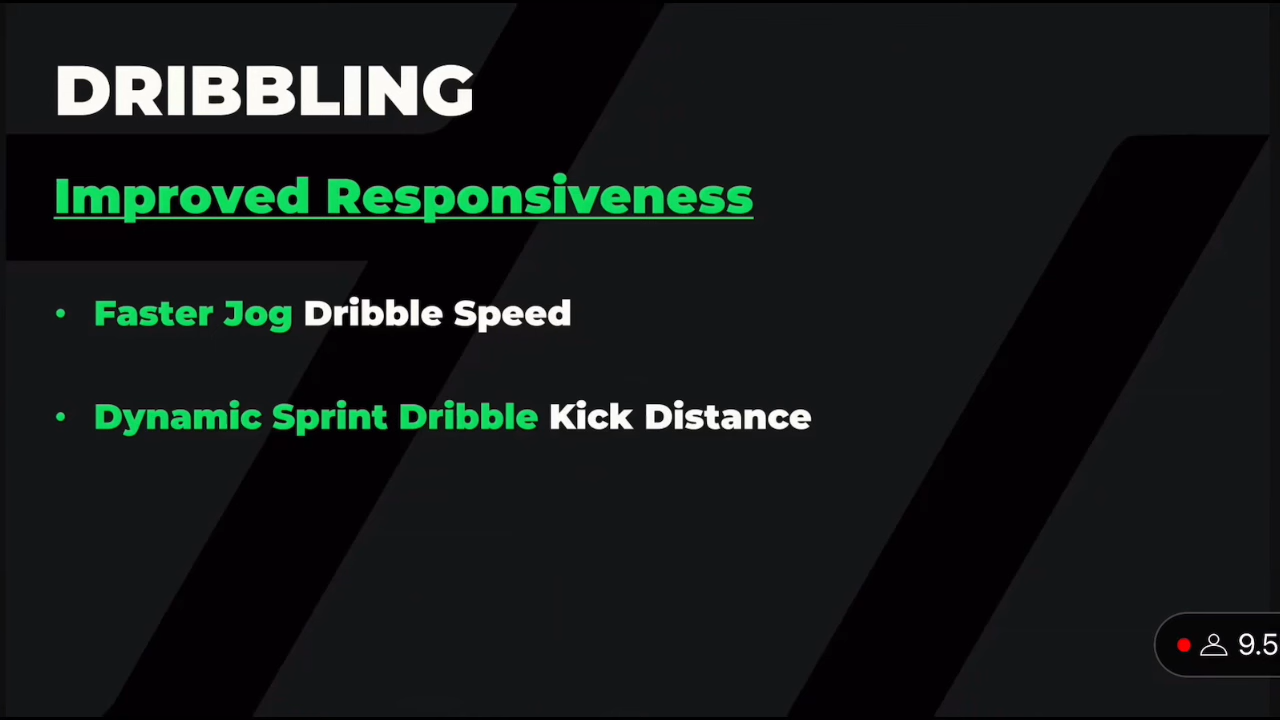 DRIBBLING
Improved Responsiveness
• Faster Jog Dribble Speed
• Dynamic Sprint Dribble Kick Distance
9.5